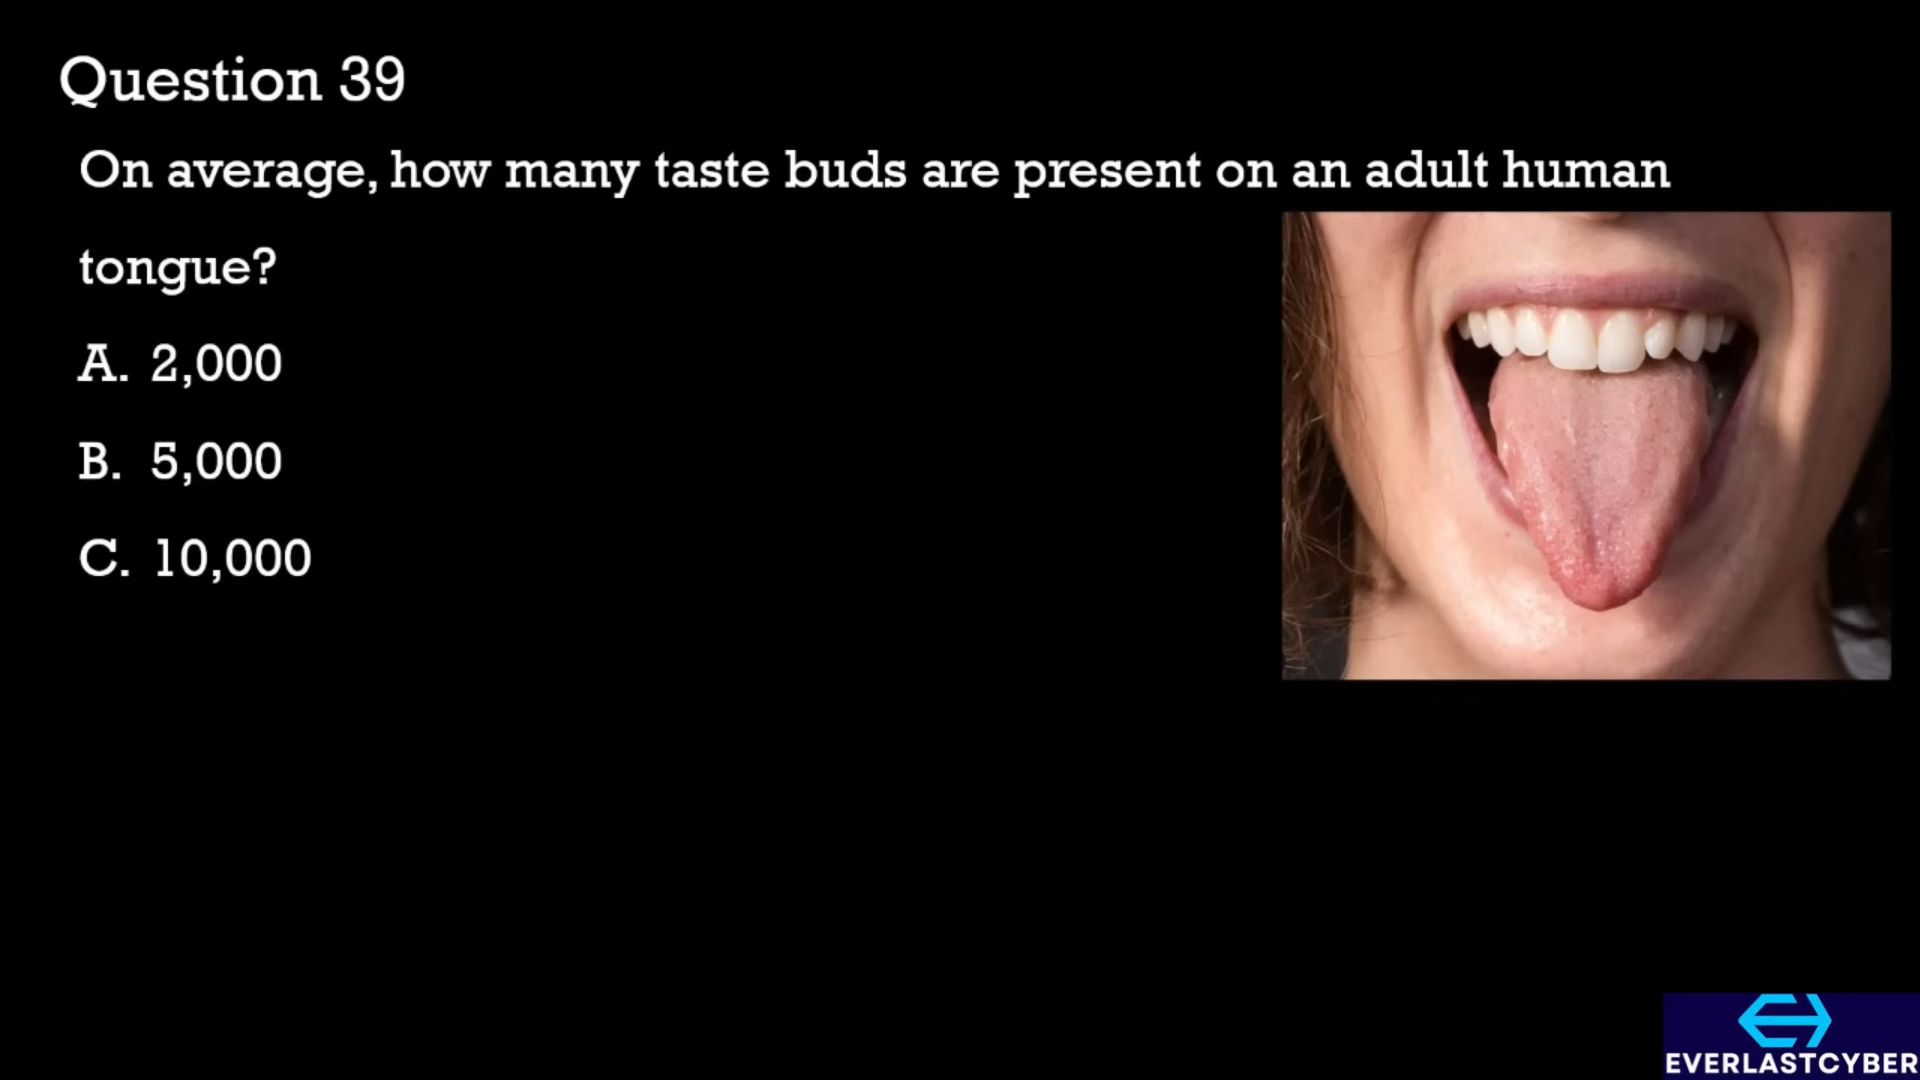 Question 39
On average, how many taste buds are present on an adult human
tongue?
A. 2,000
B. 5,000
C. 10,000
EVERLASTCYBER